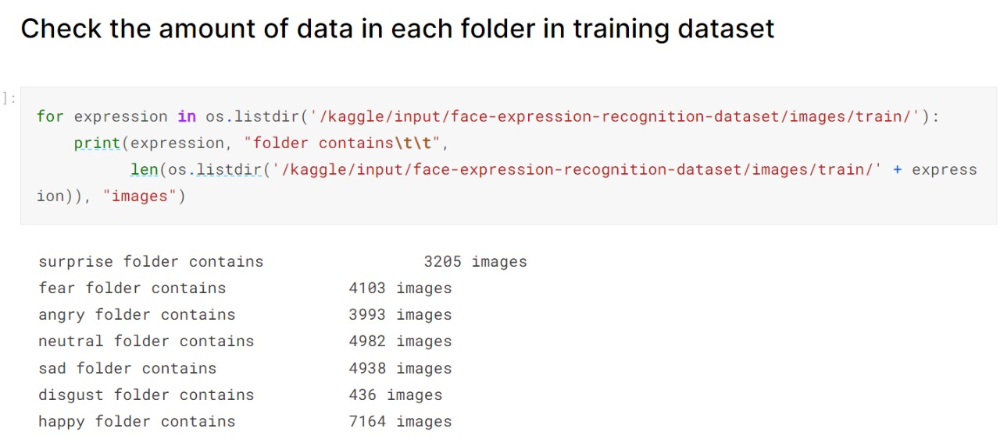 Check the amount of data in each folder in training dataset
]:
for expression in os.listdir('/kaggle/input/face-expression-recognition-dataset/images/train/'):
    print(expression, "folder contains\t\t",
          len(os.listdir('/kaggle/input/face-expression-recognition-dataset/images/train/' + express
ion)), "images")
surprise folder contains                 3205 images
fear folder contains             4103 images
angry folder contains            3993 images
neutral folder contains          4982 images
sad folder contains              4938 images
disgust folder contains          436 images
happy folder contains            7164 images